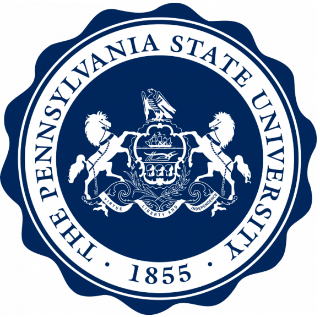 THE PENNSYLVANIA STATE UNIVERSITY
· 1855 ·